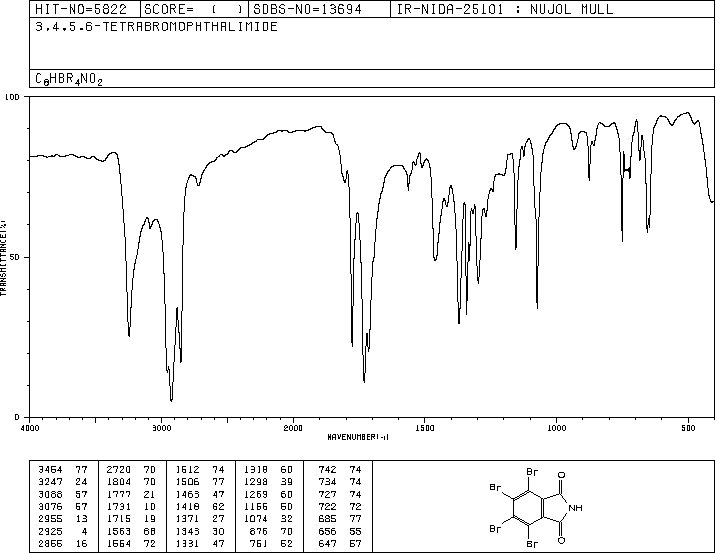 HIT-NO=5822 SCORE= ( ) SDBS-NO=13694 IR-NIDA-25101 : NUJOL MULL
3,4,5,6-TETRABROMOPHTHALIMIDE
C8HBR4NO2
100
50
0
TRANSMITTANCE(%)
4000 3000 2000 1500 1000 500
WAVENUMBER(-1)
3464 77 2720 70 1612 74 1318 60 742 74
3247 24 1804 70 1506 77 1298 39 734 74
3088 57 1777 21 1463 47 1269 60 727 74
3076 57 1731 10 1418 62 1156 50 722 72
2955 13 1715 19 1371 27 1074 32 685 77
2925 4 1563 68 1343 30 876 70 656 55
2855 16 1554 72 1331 47 751 52 647 57
Br
O
Br
NH
Br
O
Br